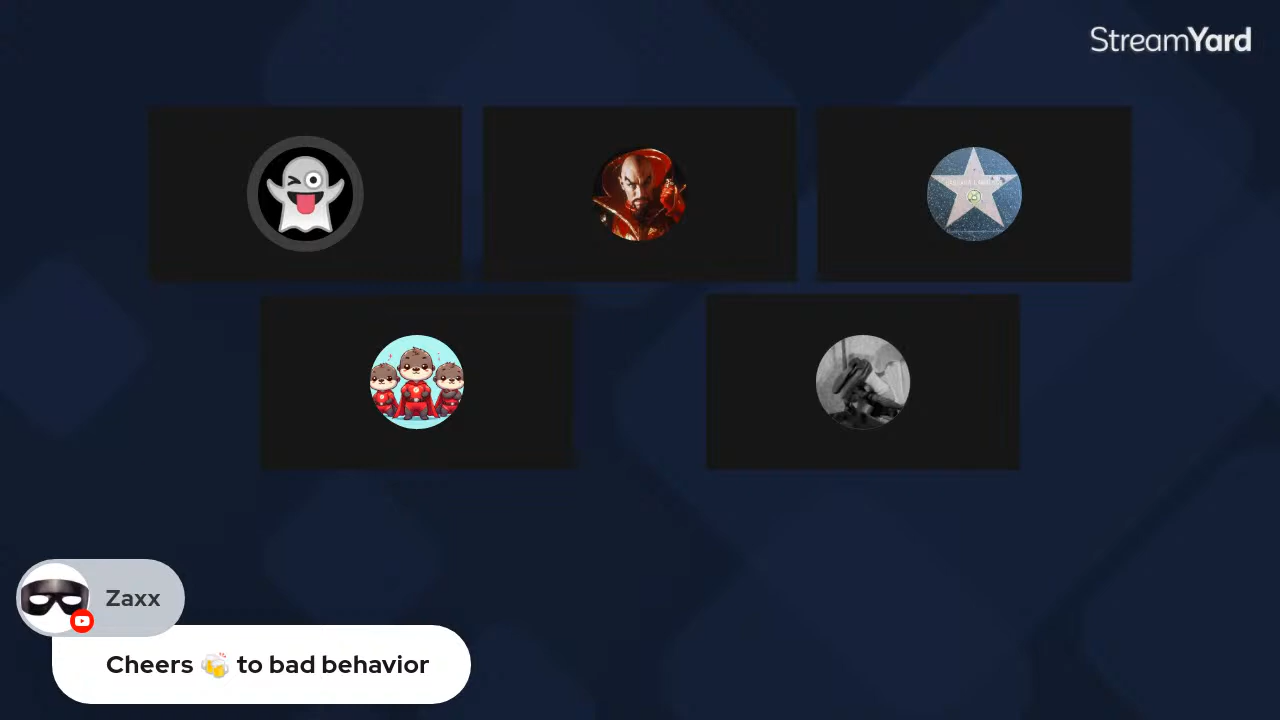 StreamYard
Zaxx
Cheers 🍻 to bad behavior